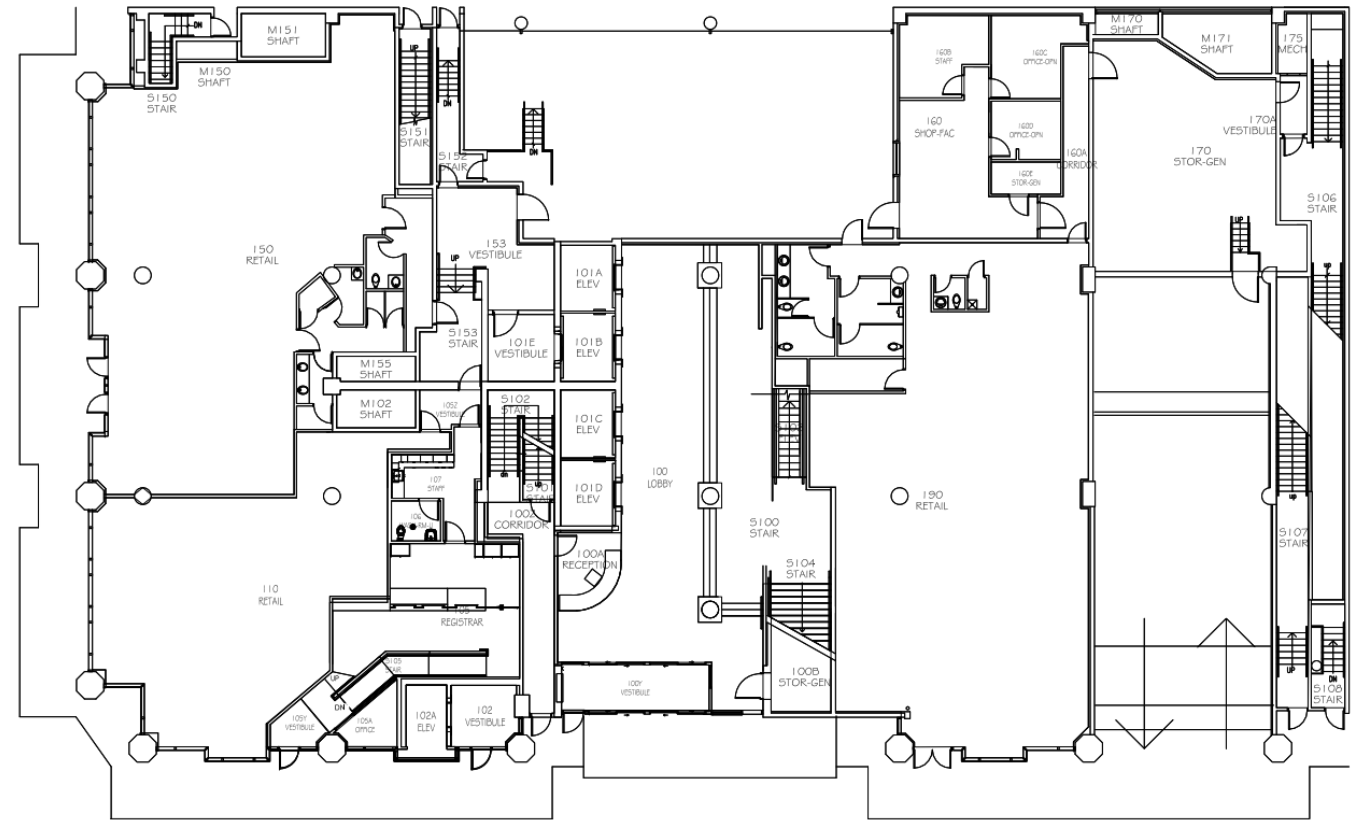 DN
M151
SHAFT
M150
SHAFT
S150
STAIR
UP
S151
STAIR
DN
S152
STAIR
DN
160B
STAFF
160C
OFFICE-OPN
M170
SHAFT
M171
SHAFT
175
MECH
160
SHOP-FAC
160D
OFFICE-OPN
160A
CORRIDOR
160E
STOR-GEN
170A
VESTIBULE
170
STOR-GEN
S106
STAIR
UP
UP
150
RETAIL
153
VESTIBULE
UP
101A
ELEV
S153
STAIR
101E
VESTIBULE
101B
ELEV
M155
SHAFT
M102
SHAFT
105Z
VESTIBULE
S102
STAIR
101C
ELEV
107
STAFF
UP
S101
STAIR
101D
ELEV
100
LOBBY
190
RETAIL
UP
106
100Z
CORRIDOR
S100
STAIR
S107
STAIR
100A
RECEPTION
S104
STAIR
110
RETAIL
105
REGISTRAR
S105
STAIR
UP
DN
100Y
VESTIBULE
100B
STOR-GEN
UP
DN
S108
STAIR
105Y
VESTIBULE
105A
OFFICE
102A
ELEV
102
VESTIBULE